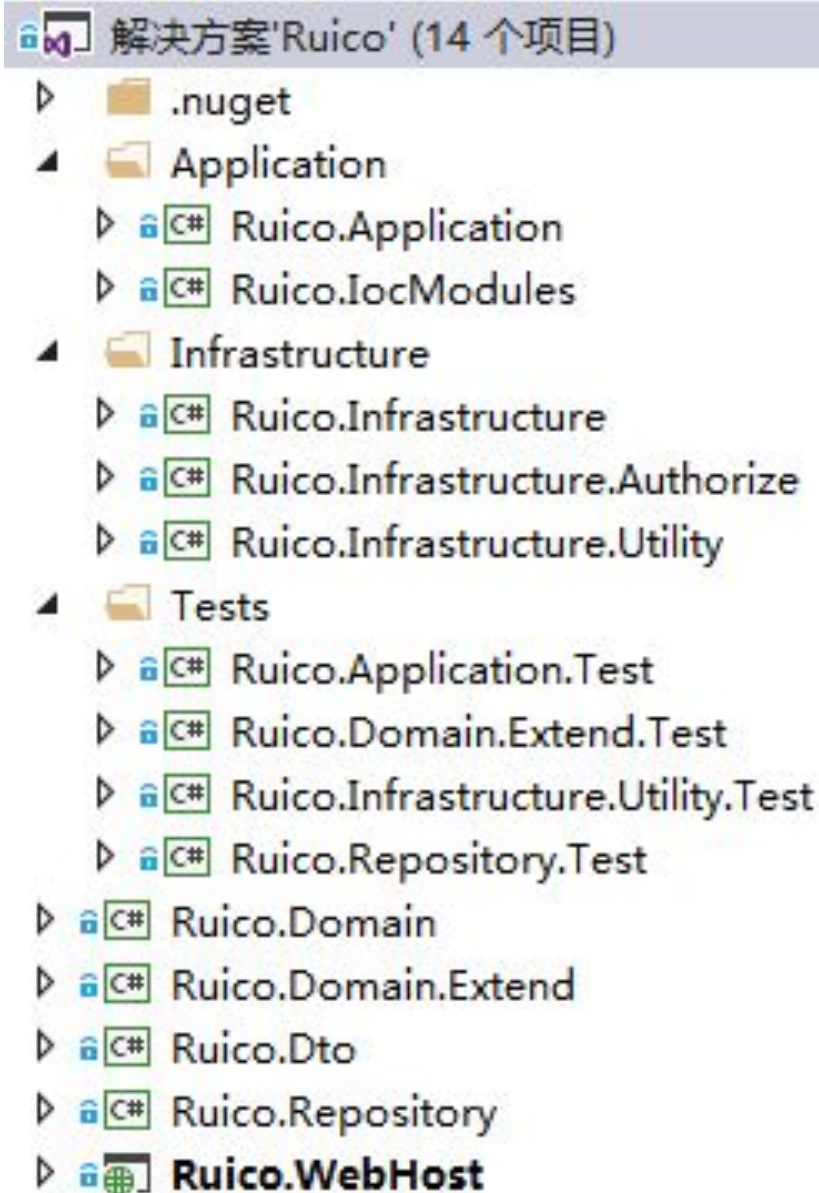 解决方案'Ruico' (14 个项目)
.nuget
Application
C# Ruico.Application
C# Ruico.IocModules
Infrastructure
C# Ruico.Infrastructure
C# Ruico.Infrastructure.Authorize
C# Ruico.Infrastructure.Utility
Tests
C# Ruico.Application.Test
C# Ruico.Domain.Extend.Test
C# Ruico.Infrastructure.Utility.Test
C# Ruico.Repository.Test
C# Ruico.Domain
C# Ruico.Domain.Extend
C# Ruico.Dto
C# Ruico.Repository
Ruico.WebHost